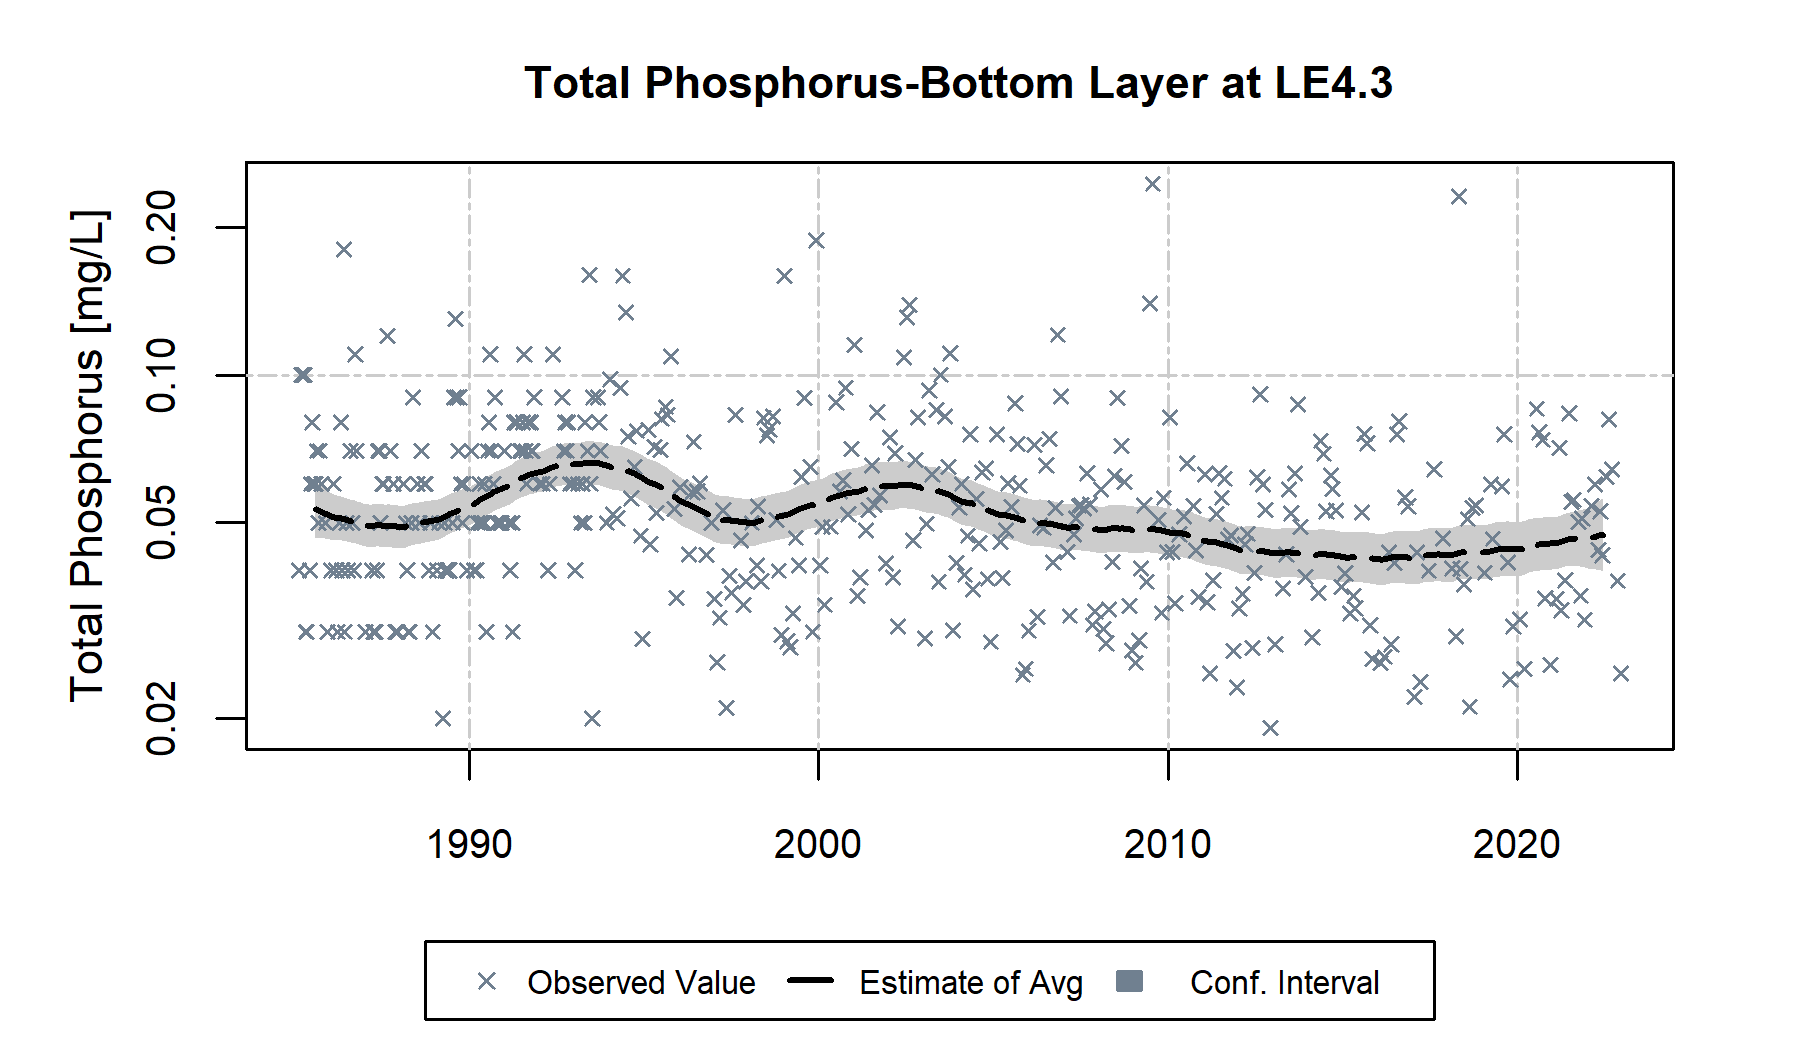 Total Phosphorus-Bottom Layer at LE4.3
Total Phosphorus [mg/L]
0.20
0.10
0.05
0.02
1990 2000 2010 2020
Observed Value Estimate of Avg Conf. Interval